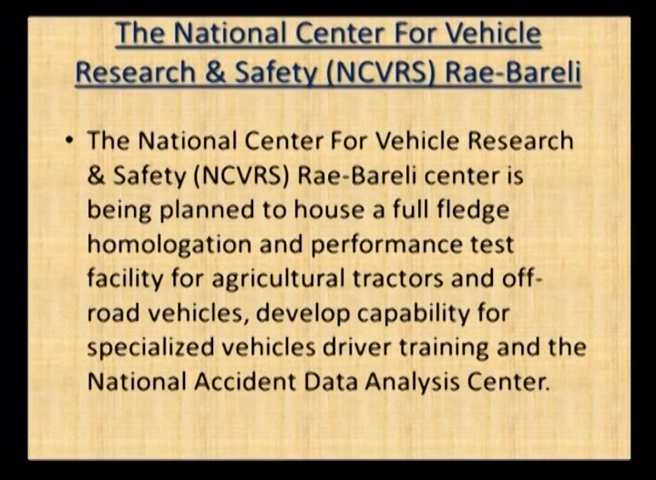 The National Center For Vehicle
Research & Safety (NCVRS) Rae-Bareli
• The National Center For Vehicle Research
& Safety (NCVRS) Rae-Bareli center is
being planned to house a full fledge
homologation and performance test
facility for agricultural tractors and off-
road vehicles, develop capability for
specialized vehicles driver training and the
National Accident Data Analysis Center.